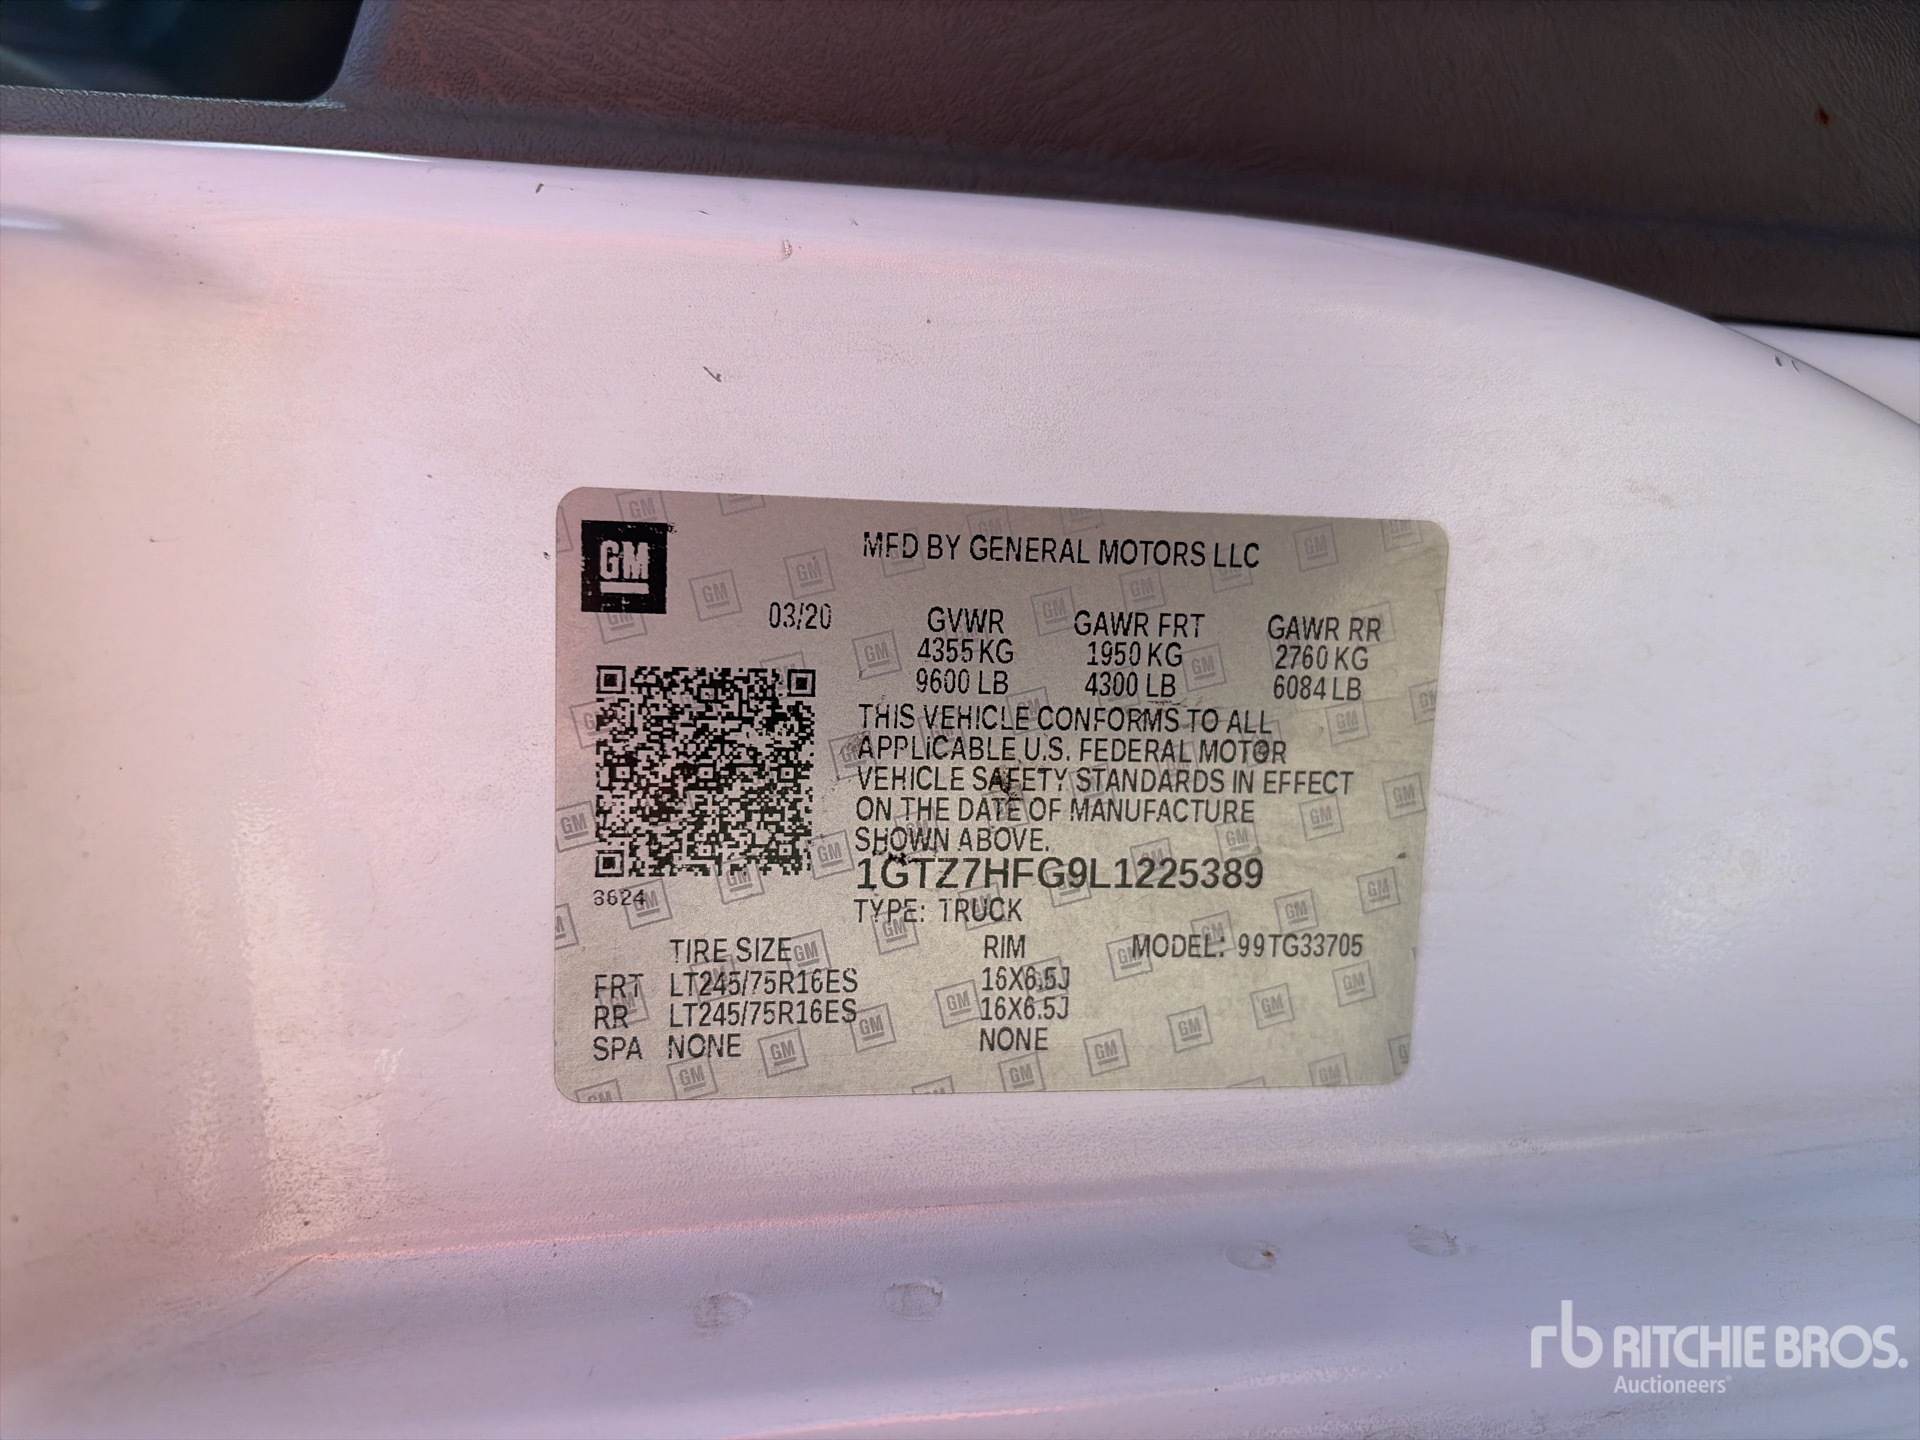 GM
MFD BY GENERAL MOTORS LLC
03/20 GVWR GAWR FRT GAWR RR
4355 KG 1950 KG 2760 KG
9600 LB 4300 LB 6084 LB
THIS VEHICLE CONFORMS TO ALL
APPLICABLE U.S. FEDERAL MOTOR
VEHICLE SAFETY STANDARDS IN EFFECT
ON THE DATE OF MANUFACTURE
SHOWN ABOVE.
1GTZ7HFG9L1225389
3624
TYPE: TRUCK
TIRE SIZE RIM MODEL: 99TG33705
FRT LT245/75R16ES 16X6.5J
RR LT245/75R16ES 16X6.5J
SPA NONE NONE
rb RITCHIE BROS.
Auctioneers